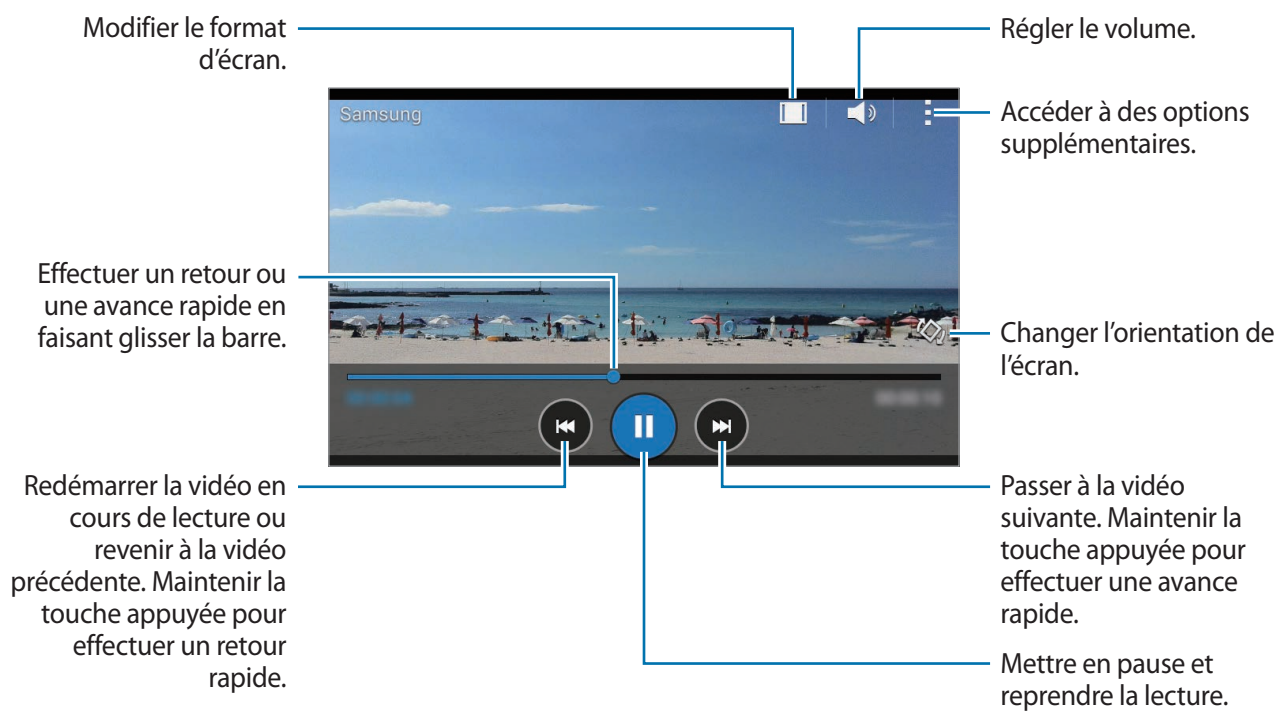 Modifier le format
d'écran.
Régler le volume.
Samsung
Accéder à des options
supplémentaires.
Effectuer un retour ou
une avance rapide en
faisant glisser la barre.
Changer l'orientation de
l'écran.
Redémarrer la vidéo en
cours de lecture ou
revenir à la vidéo
précédente. Maintenir la
touche appuyée pour
effectuer un retour
rapide.
Passer à la vidéo
suivante. Maintenir la
touche appuyée pour
effectuer une avance
rapide.
Mettre en pause et
reprendre la lecture.